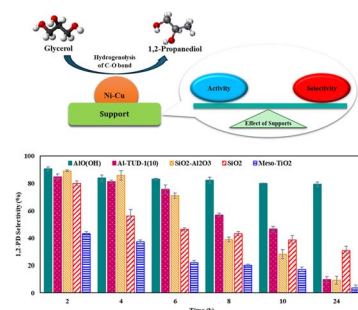 Glycerol
1,2-Propanediol
Hydrogenolysis
of C-O bond
Ni-Cu
Support
Activity
Selectivity
Effect of Supports
AlO(OH) Al-TUD-1(10) SiO2-Al2O3 SiO2 Meso-TiO2
1,2-PD Selectivity (%)
100
80
60
40
20
0
2 4 6 8 10 24
Time (h)